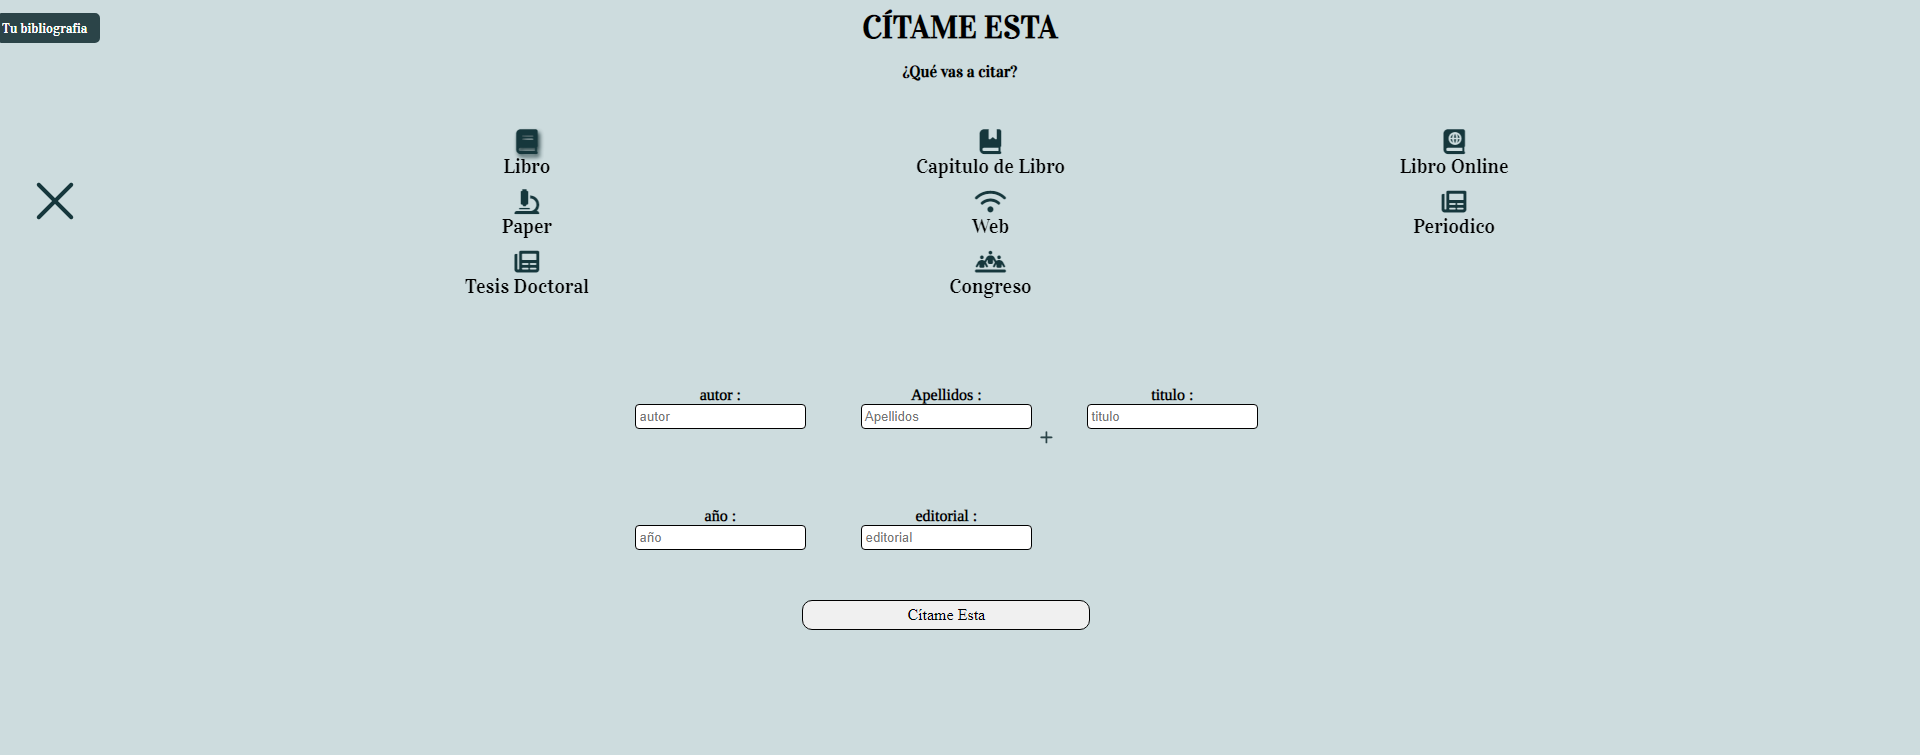 Tu bibliografia
CÍTAME ESTA
¿Qué vas a citar?
Libro
Capitulo de Libro
Libro Online
Paper
Web
Periodico
Tesis Doctoral
Congreso
autor :
Apellidos :
titulo :
autor
Apellidos
titulo
+
año :
editorial :
año
editorial
Cítame Esta